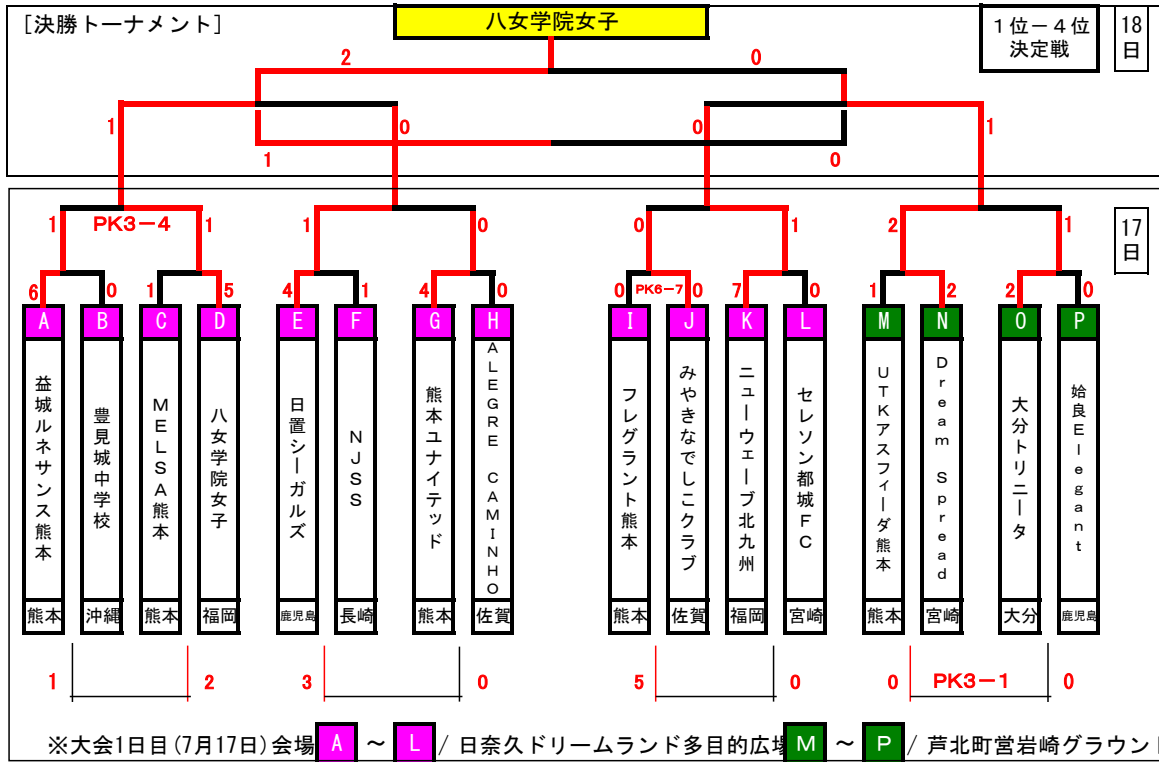 [決勝トーナメント]
八女学院女子
1位－4位
決定戦
18
日
2
0
1
0
0
1
1
0
17
日
1
PK3－4
1
1
0
0
1
2
1
6
0
1
5
4
1
4
0
0
PK6－7
0
7
0
1
2
2
0
A
B
C
D
E
F
G
H
I
J
K
L
M
N
O
P
益城ルネサンス熊本
豊見城中学校
MELSA熊本
八女学院女子
日置シーガルズ
NJSS
熊本ユナイテッド
ALEGRE CAMINHO
フレグラント熊本
みやきなでしこクラブ
ニューウェーブ北九州
セレソン都城FC
UTKアスフィーダ熊本
Dream Spread
大分トリニータ
姶良Elegant
熊本
沖縄
熊本
福岡
鹿児島
長崎
熊本
佐賀
熊本
佐賀
福岡
宮崎
熊本
宮崎
大分
鹿児島
1
2
3
0
5
0
0
PK3－1
0
※大会1日目(7月17日)会場 A ～ L / 日奈久ドリームランド多目的広場 M ～ P / 芦北町営岩崎グラウンド